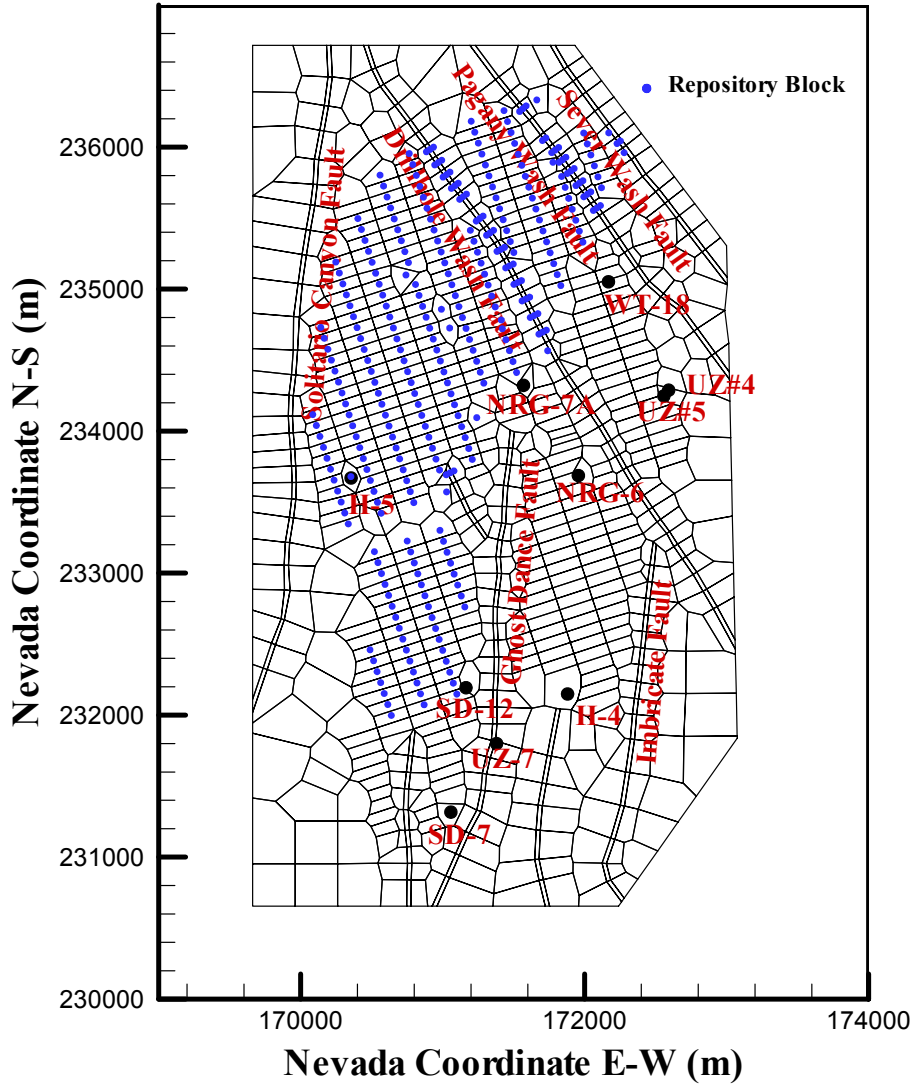 Repository Block
Pagany Wash Fault
Sever Wash Fault
Drillhole Wash Fault
Solitario Canyon Fault
WT-18
UZ#4
UZ#5
NRG-7A
NRG-6
H-5
Ghost Dance Fault
Imbricate Fault
SD-12
H-4
UZ-7
SD-7
236000
235000
234000
233000
232000
231000
230000
170000
172000
174000
Nevada Coordinate N-S (m)
Nevada Coordinate E-W (m)